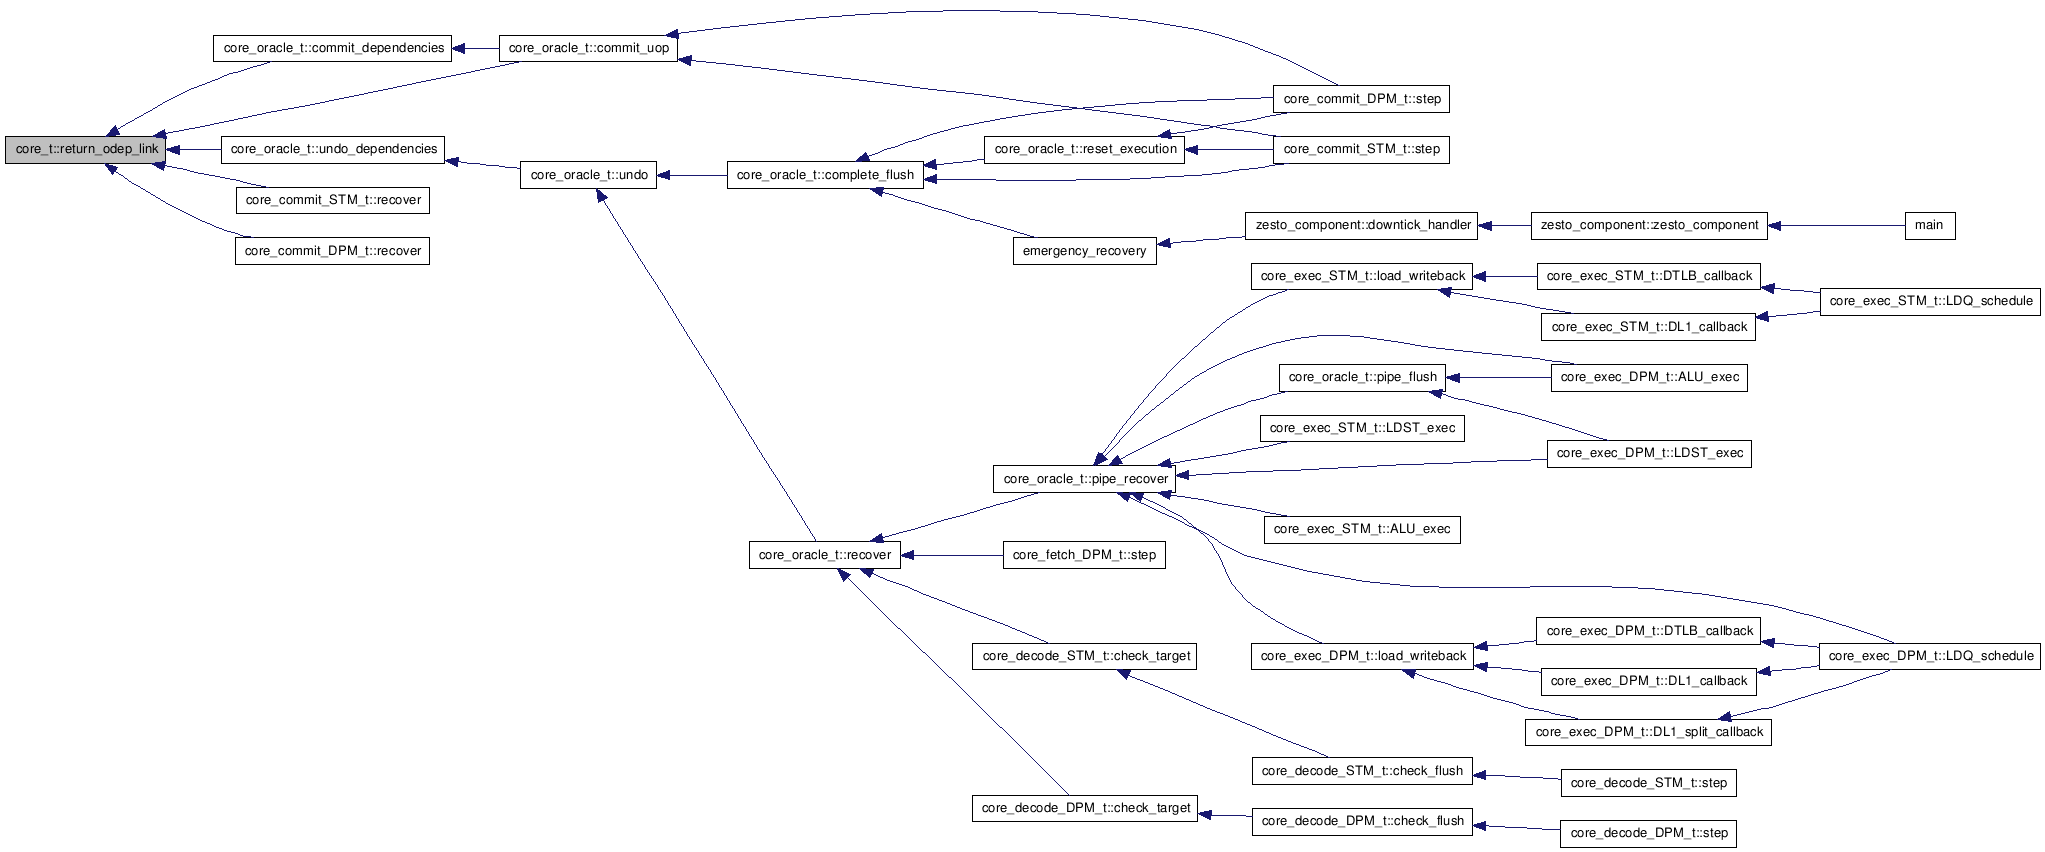 core_oracle_t::commit_dependencies
core_oracle_t::commit_uop
core_commit_DPM_t::step
core_t::return_odep_link
core_oracle_t::undo_dependencies
core_oracle_t::reset_execution
core_commit_STM_t::step
core_oracle_t::undo
core_oracle_t::complete_flush
core_commit_STM_t::recover
zesto_component::downtick_handler
zesto_component::zesto_component
main
core_commit_DPM_t::recover
emergency_recovery
core_exec_STM_t::load_writeback
core_exec_STM_t::DTLB_callback
core_exec_STM_t::LDQ_schedule
core_exec_STM_t::DL1_callback
core_oracle_t::pipe_flush
core_exec_DPM_t::ALU_exec
core_exec_STM_t::LDST_exec
core_exec_DPM_t::LDST_exec
core_oracle_t::pipe_recover
core_exec_STM_t::ALU_exec
core_oracle_t::recover
core_fetch_DPM_t::step
core_exec_DPM_t::DTLB_callback
core_decode_STM_t::check_target
core_exec_DPM_t::load_writeback
core_exec_DPM_t::LDQ_schedule
core_exec_DPM_t::DL1_callback
core_exec_DPM_t::DL1_split_callback
core_decode_STM_t::check_flush
core_decode_STM_t::step
core_decode_DPM_t::check_target
core_decode_DPM_t::check_flush
core_decode_DPM_t::step